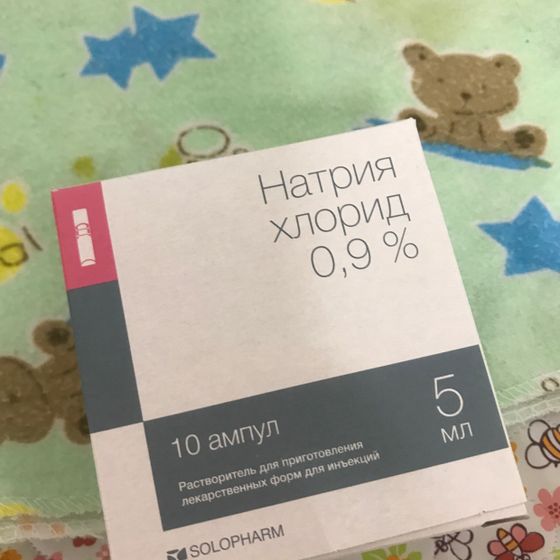 Натрия
хлорид
0,9 %
10 ампул
5
мл
Растворитель для приготовления
лекарственных форм для инъекций
SOLOPHARM